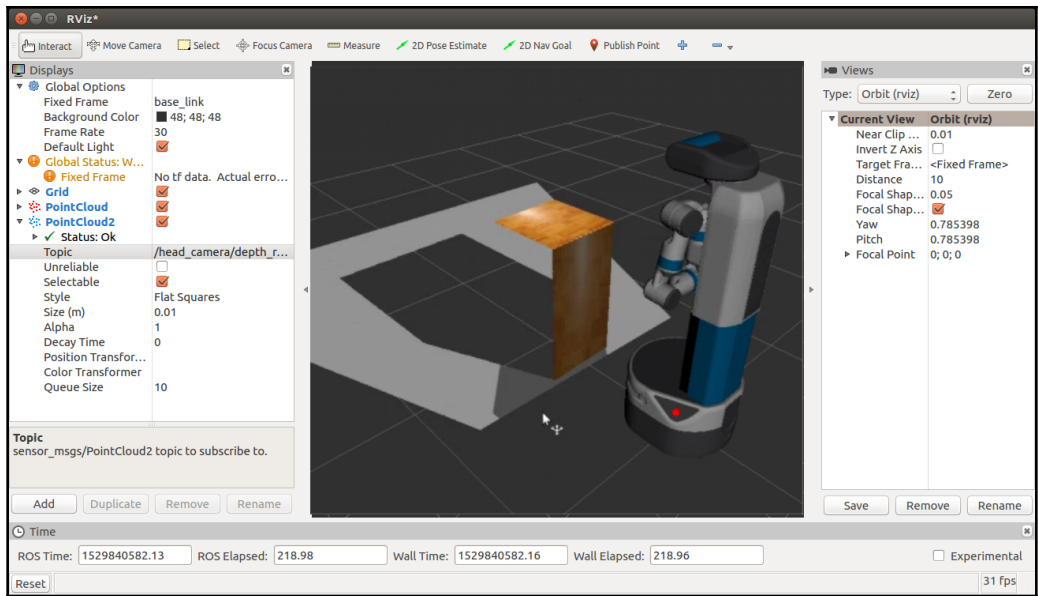 RViz*
Interact Move Camera Select Focus Camera Measure 2D Pose Estimate 2D Nav Goal Publish Point
Displays
Global Options
Fixed Frame base_link
Background Color 48; 48; 48
Frame Rate 30
Default Light
Global Status: W...
Fixed Frame No tf data. Actual erro...
Grid
PointCloud
PointCloud2
Status: Ok
Topic /head_camera/depth_r...
Unreliable
Selectable
Style Flat Squares
Size (m) 0.01
Alpha 1
Decay Time 0
Position Transfor...
Color Transformer
Queue Size 10
Topic
sensor_msgs/PointCloud2 topic to subscribe to.
Add Duplicate Remove Rename
Views
Type: Orbit (rviz) Zero
Current View Orbit (rviz)
Near Clip ... 0.01
Invert Z Axis
Target Fra... <Fixed Frame>
Distance 10
Focal Shap... 0.05
Focal Shap...
Yaw 0.785398
Pitch 0.785398
Focal Point 0; 0; 0
Save Remove Rename
Time
ROS Time: 1529840582.13 ROS Elapsed: 218.98 Wall Time: 1529840582.16 Wall Elapsed: 218.96 Experimental
Reset 31 fps